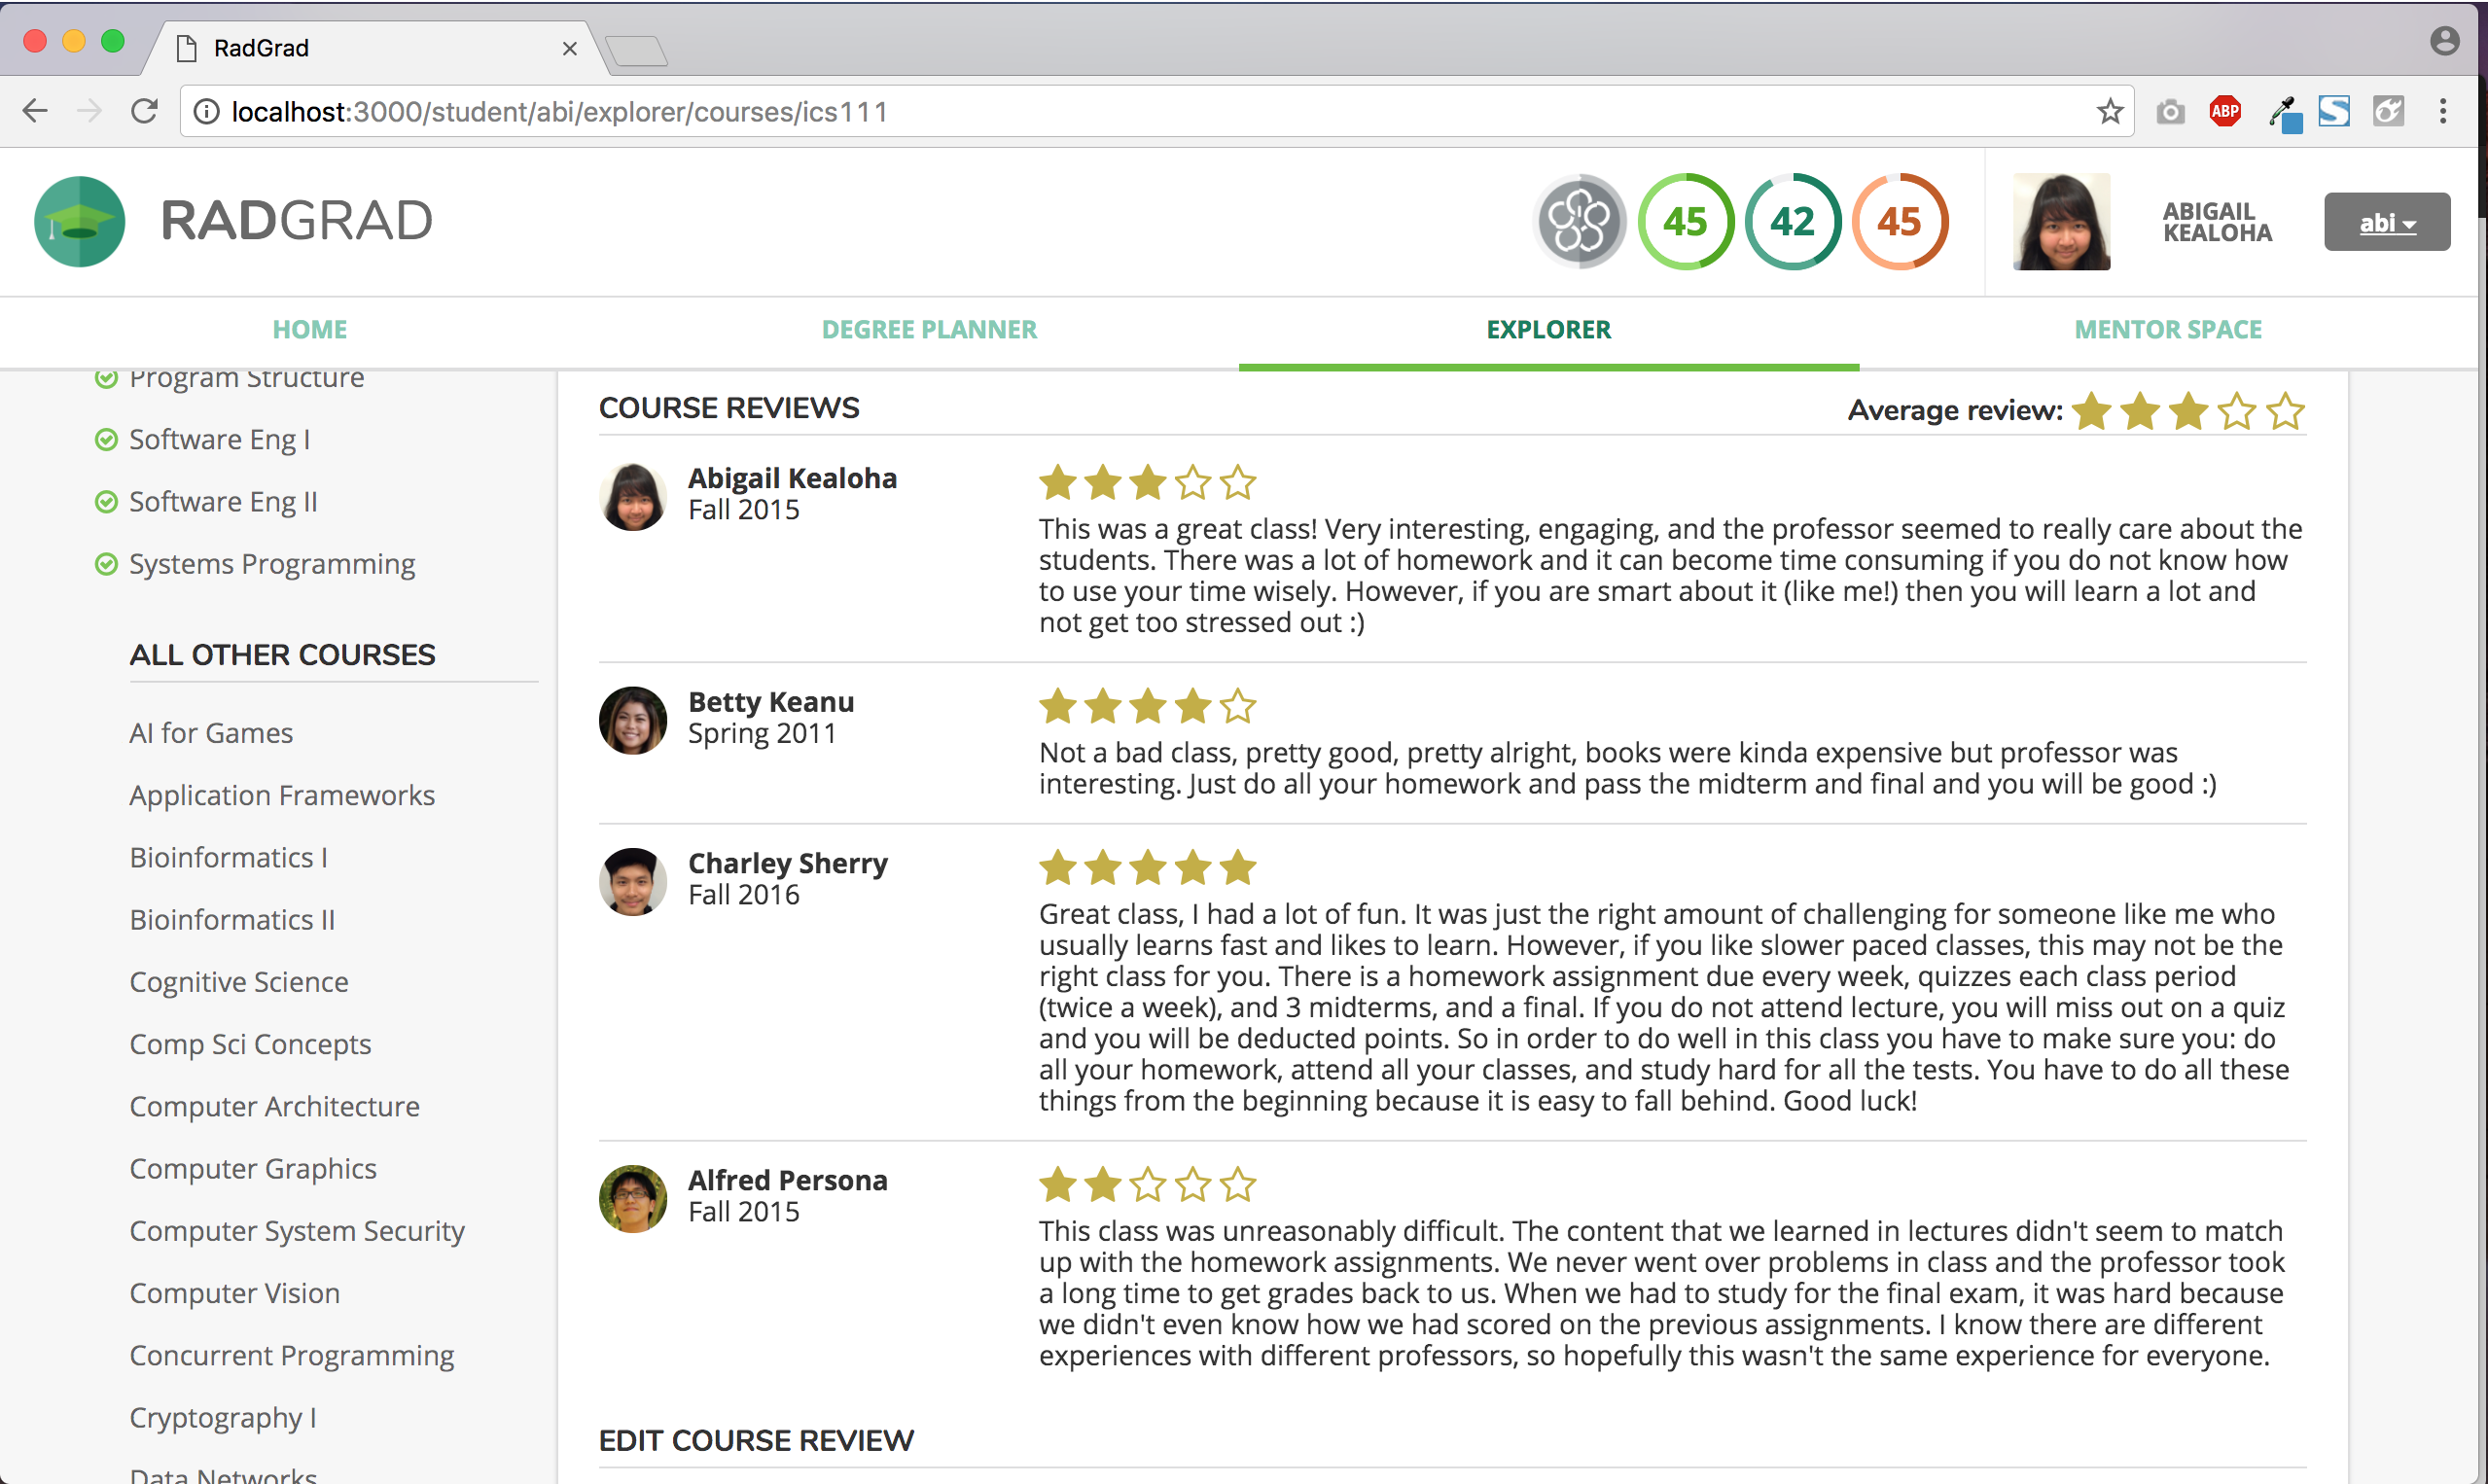 RadGrad
localhost:3000/student/abi/explorer/courses/ics111
ABP
RADGRAD
45
42
45
ABIGAIL
KEALOHA
abi
HOME
DEGREE PLANNER
EXPLORER
MENTOR SPACE
Program Structure
Software Eng I
Software Eng II
Systems Programming
ALL OTHER COURSES
AI for Games
Application Frameworks
Bioinformatics I
Bioinformatics II
Cognitive Science
Comp Sci Concepts
Computer Architecture
Computer Graphics
Computer System Security
Computer Vision
Concurrent Programming
Cryptography I
Data Networks
COURSE REVIEWS
Average review:
Abigail Kealoha
Fall 2015
This was a great class! Very interesting, engaging, and the professor seemed to really care about the
students. There was a lot of homework and it can become time consuming if you do not know how
to use your time wisely. However, if you are smart about it (like me!) then you will learn a lot and
not get too stressed out :)
Betty Keanu
Spring 2011
Not a bad class, pretty good, pretty alright, books were kinda expensive but professor was
interesting. Just do all your homework and pass the midterm and final and you will be good :)
Charley Sherry
Fall 2016
Great class, I had a lot of fun. It was just the right amount of challenging for someone like me who
usually learns fast and likes to learn. However, if you like slower paced classes, this may not be the
right class for you. There is a homework assignment due every week, quizzes each class period
(twice a week), and 3 midterms, and a final. If you do not attend lecture, you will miss out on a quiz
and you will be deducted points. So in order to do well in this class you have to make sure you: do
all your homework, attend all your classes, and study hard for all the tests. You have to do all these
things from the beginning because it is easy to fall behind. Good luck!
Alfred Persona
Fall 2015
This class was unreasonably difficult. The content that we learned in lectures didn't seem to match
up with the homework assignments. We never went over problems in class and the professor took
a long time to get grades back to us. When we had to study for the final exam, it was hard because
we didn't even know how we had scored on the previous assignments. I know there are different
experiences with different professors, so hopefully this wasn't the same experience for everyone.
EDIT COURSE REVIEW